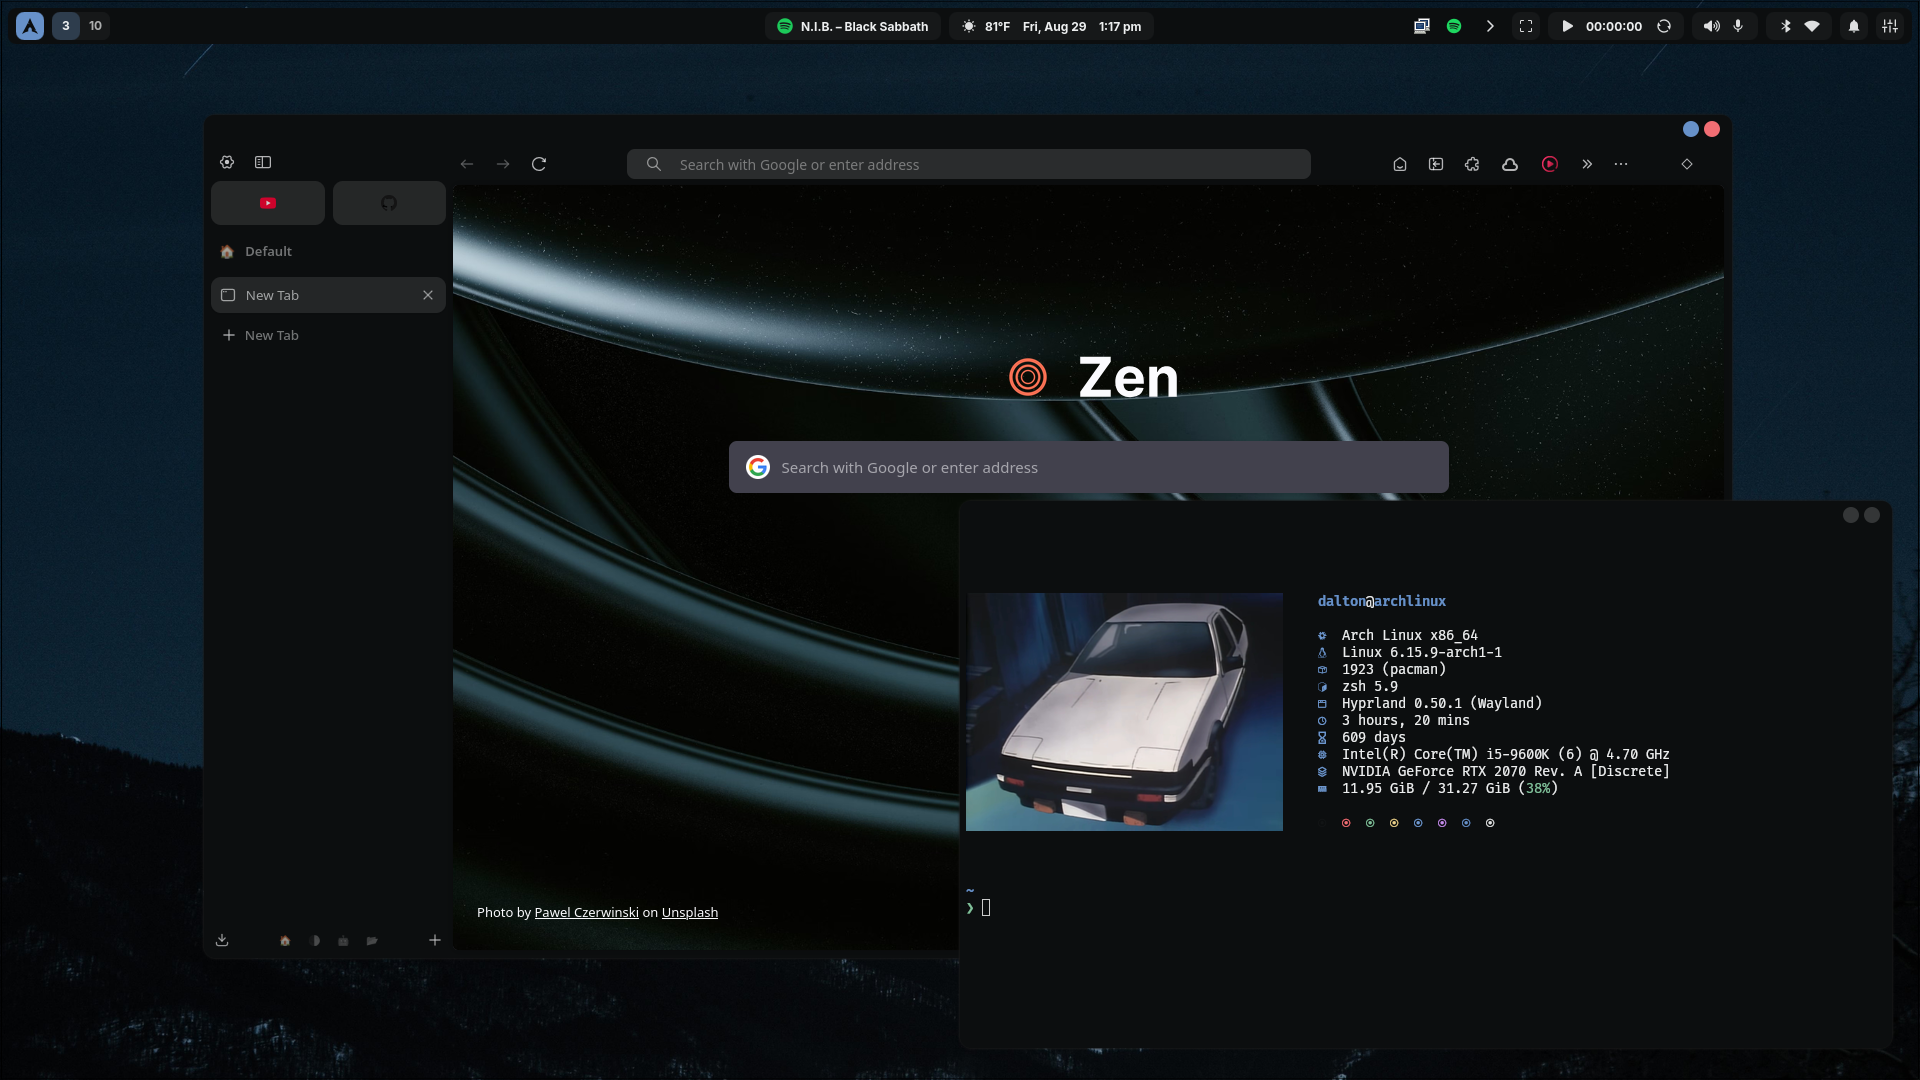 3 10
N.I.B. – Black Sabbath
81°F Fri, Aug 29 1:17 pm
00:00:00
Search with Google or enter address
Default
New Tab
New Tab
Zen
Search with Google or enter address
Photo by Pawel Czerwinski on Unsplash
dalton@archlinux
Arch Linux x86_64
Linux 6.15.9-arch1-1
1923 (pacman)
zsh 5.9
Hyprland 0.50.1 (Wayland)
3 hours, 20 mins
609 days
Intel(R) Core(TM) i5-9600K (6) @ 4.70 GHz
NVIDIA GeForce RTX 2070 Rev. A [Discrete]
11.95 GiB / 31.27 GiB (38%)
~
❯